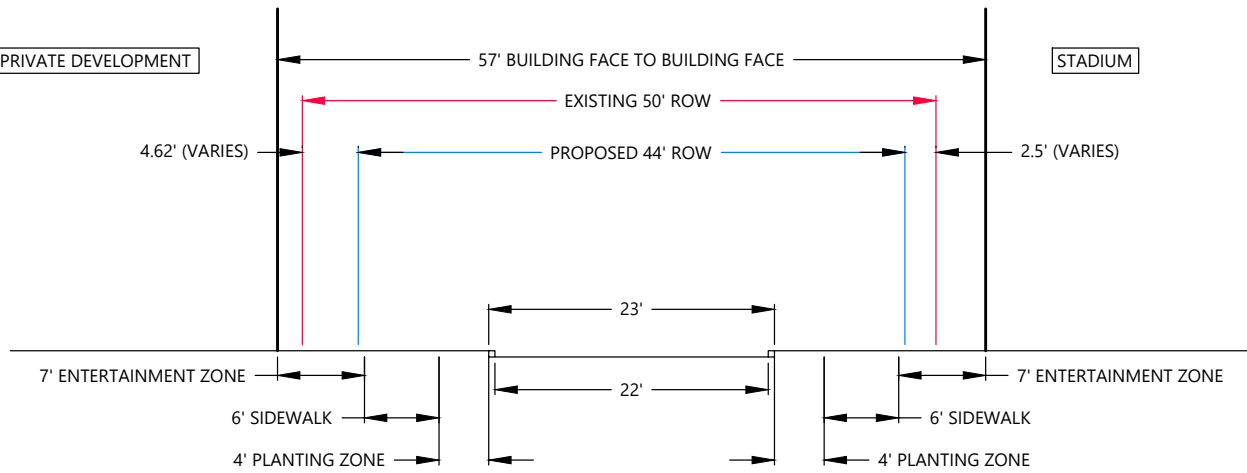 PRIVATE DEVELOPMENT
57' BUILDING FACE TO BUILDING FACE
STADIUM
EXISTING 50' ROW
4.62' (VARIES)
PROPOSED 44' ROW
2.5' (VARIES)
23'
7' ENTERTAINMENT ZONE
22'
7' ENTERTAINMENT ZONE
6' SIDEWALK
6' SIDEWALK
4' PLANTING ZONE
4' PLANTING ZONE